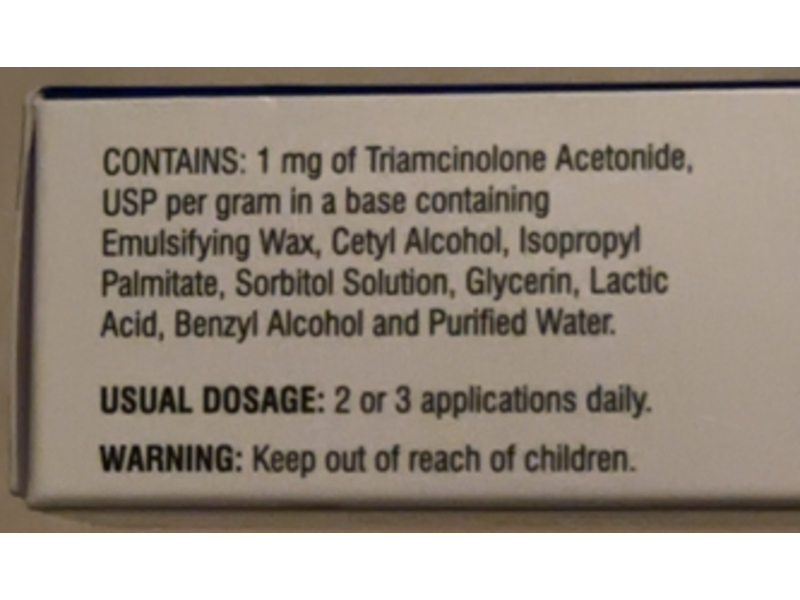 CONTAINS: 1 mg of Triamcinolone Acetonide,
USP per gram in a base containing
Emulsifying Wax, Cetyl Alcohol, Isopropyl
Palmitate, Sorbitol Solution, Glycerin, Lactic
Acid, Benzyl Alcohol and Purified Water.
USUAL DOSAGE: 2 or 3 applications daily.
WARNING: Keep out of reach of children.